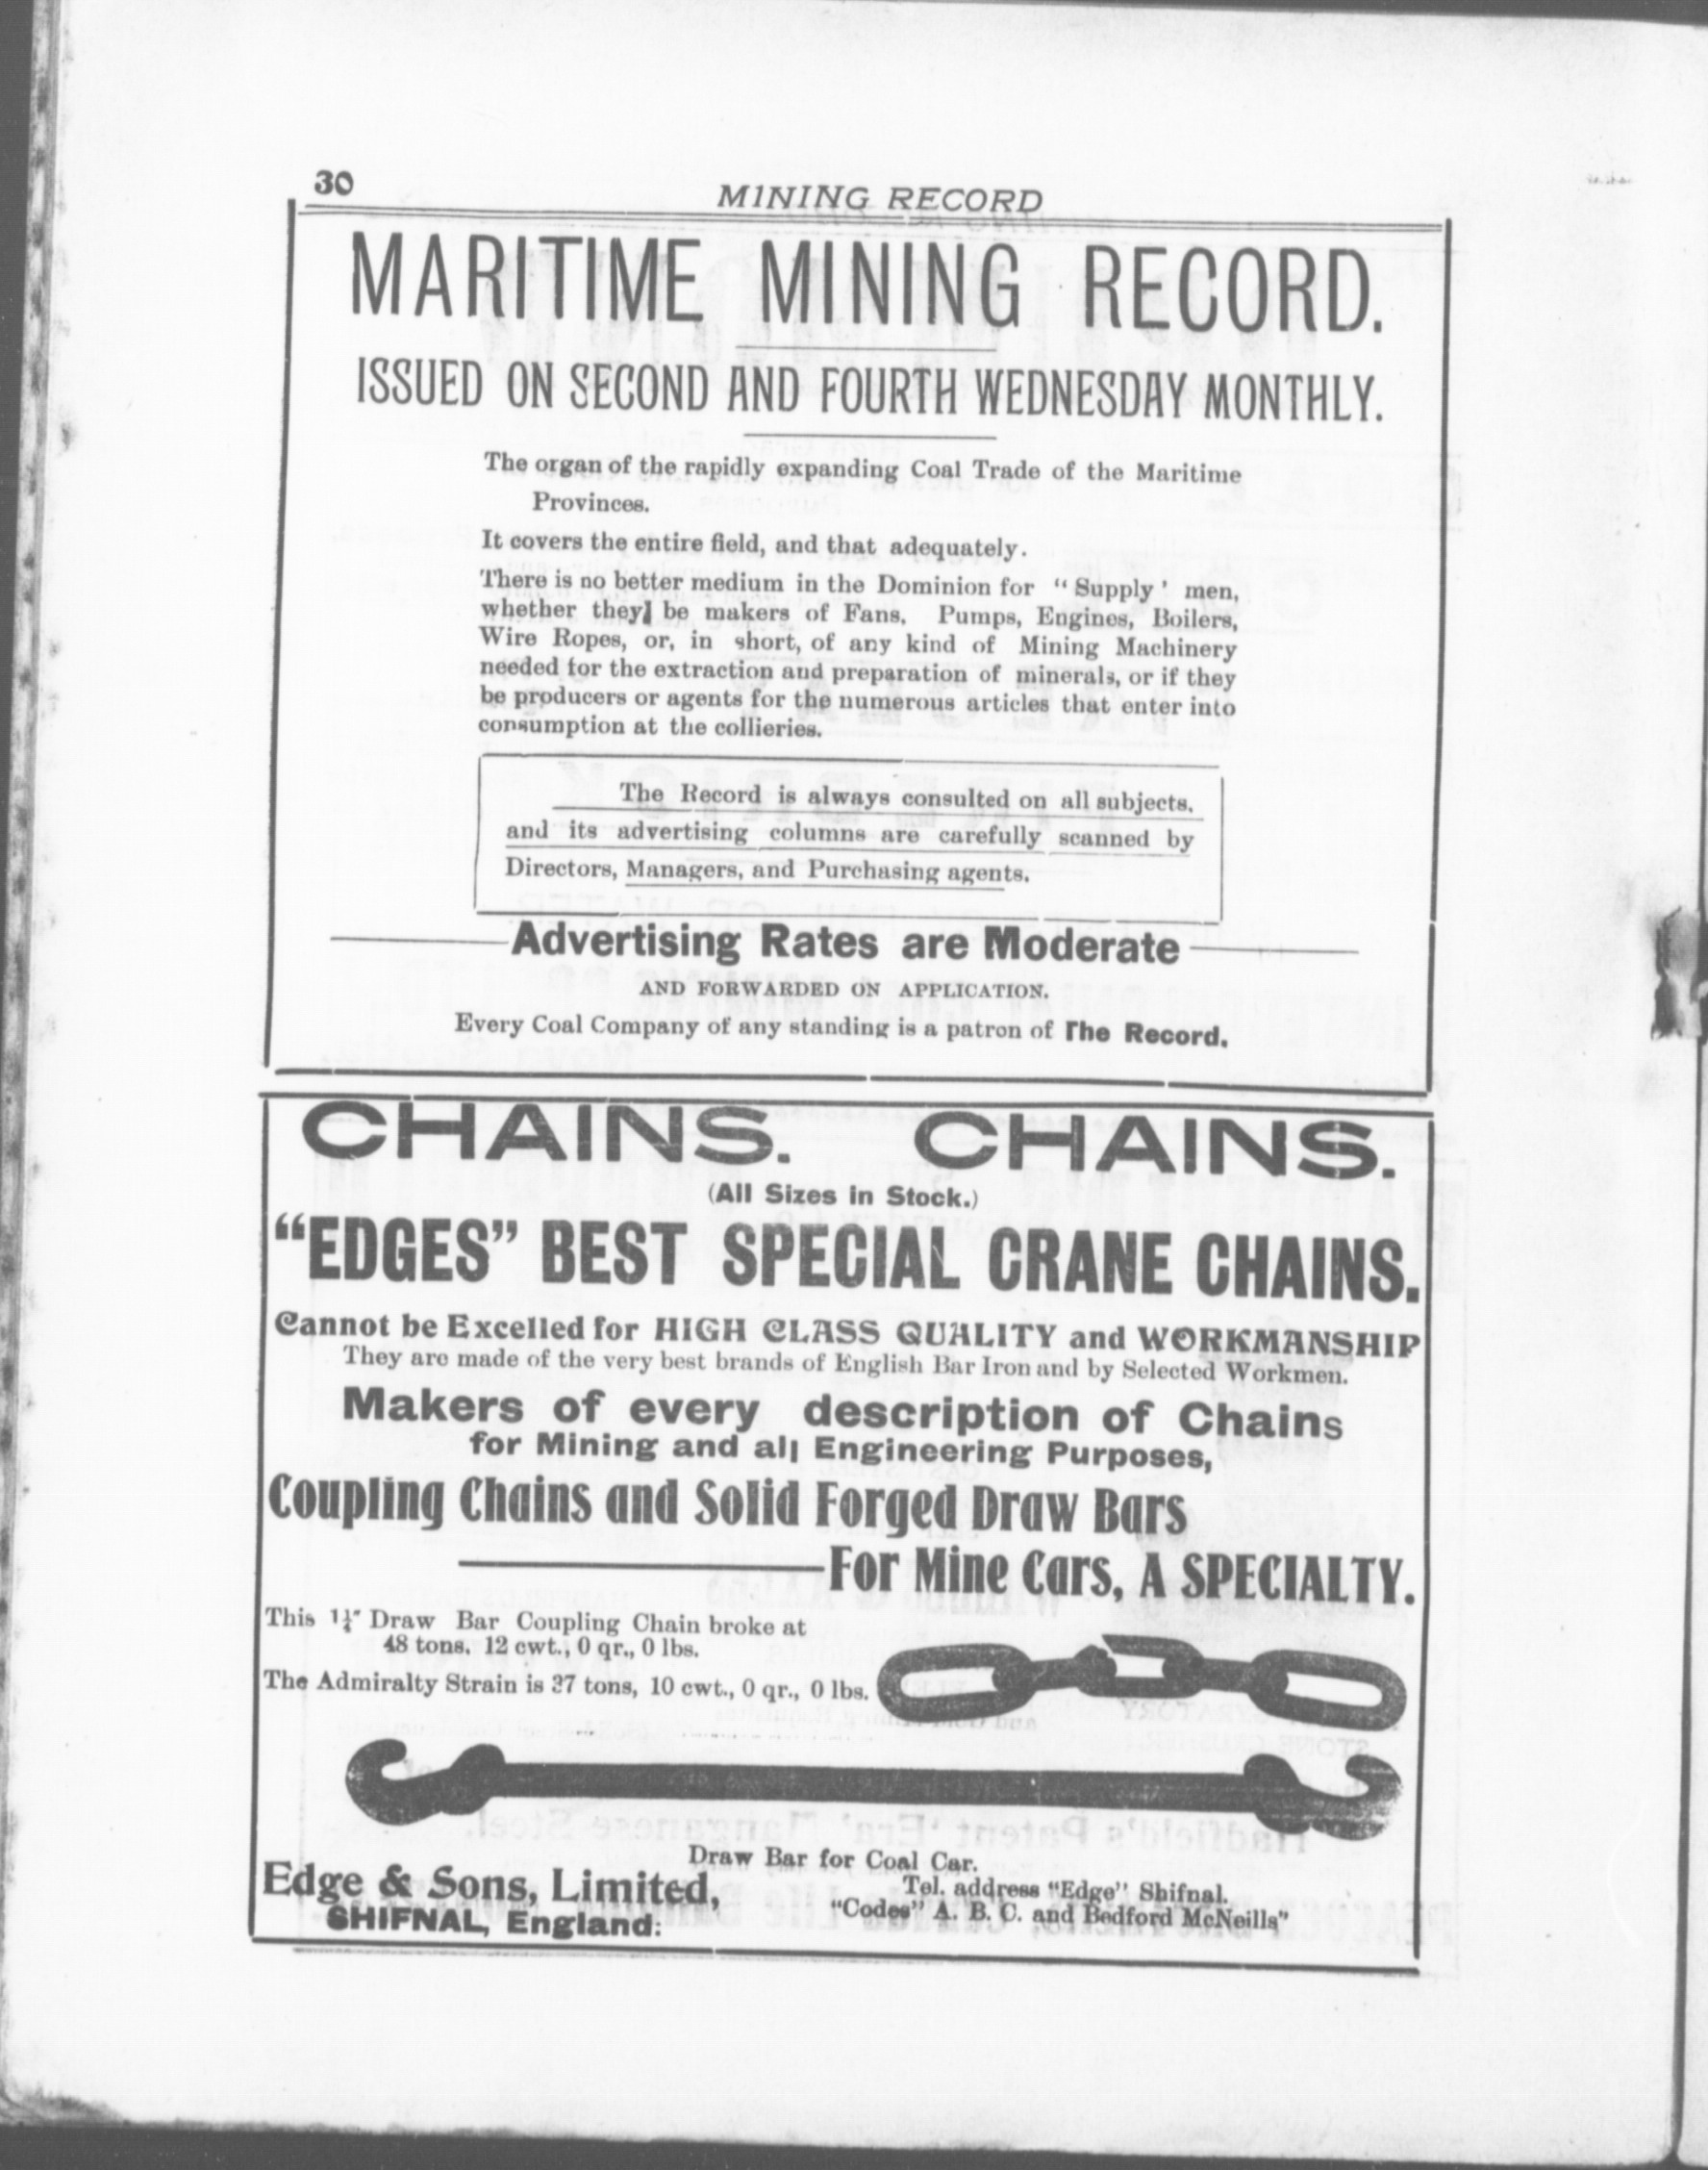 30
MINING RECORD
MARITIME MINING RECORD.
ISSUED ON SECOND AND FOURTH WEDNESDAY MONTHLY.
The organ of the rapidly expanding Coal Trade of the Maritime
Provinces.
It covers the entire field, and that adequately.
There is no better medium in the Dominion for " Supply ' men,
whether they be makers of Fans, Pumps, Engines, Boilers,
Wire Ropes, or, in short, of any kind of Mining Machinery
needed for the extraction and preparation of minerals, or if they
be producers or agents for the numerous articles that enter into
consumption at the collieries.
The Record is always consulted on all subjects,
and its advertising columns are carefully scanned by
Directors, Managers, and Purchasing agents.
Advertising Rates are Moderate
AND FORWARDED ON APPLICATION.
Every Coal Company of any standing is a patron of The Record.
CHAINS. CHAINS.
(All Sizes in Stock.)
"EDGES" BEST SPECIAL CRANE CHAINS.
Cannot be Excelled for HIGH CLASS QUALITY and WORKMANSHIP
They are made of the very best brands of English Bar Iron and by Selected Workmen.
Makers of every description of Chains
for Mining and all Engineering Purposes,
Coupling Chains and Solid Forged Draw Bars
For Mine Cars, A SPECIALTY.
This 1¼" Draw Bar Coupling Chain broke at
48 tons. 12 cwt., 0 qr., 0 lbs.
The Admiralty Strain is 37 tons, 10 cwt., 0 qr., 0 lbs.
Draw Bar for Coal Car.
Edge & Sons, Limited,
SHIFNAL, England:
Tel. address "Edge" Shifnal.
"Codes" A. B. C. and Bedford McNeills"